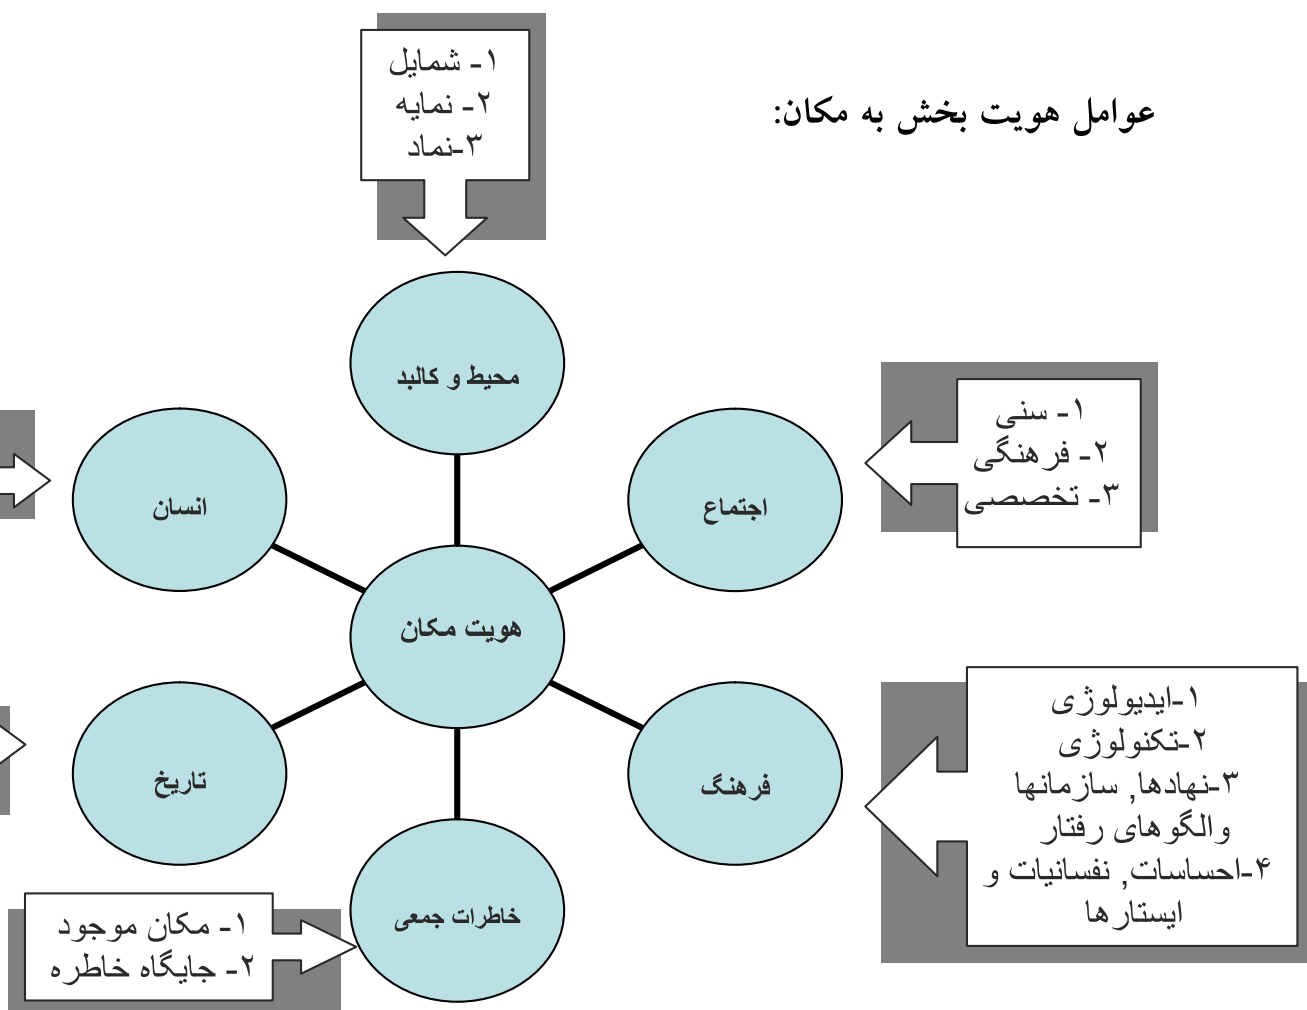 عوامل هویت بخش به مکان:
۱- شمایل
۲- نمایه
۳-نماد
محیط و کالبد
۱- سنی
۲- فرهنگی
۳- تخصصی
اجتماع
انسان
هویت مکان
۱-ایدیولوژی
۲-تکنولوژی
۳-نهادها, سازمانها
والگوهای رفتار
۴-احساسات, نفسانیات و
ایستارها
فرهنگ
تاریخ
خاطرات جمعی
۱- مکان موجود
۲- جایگاه خاطره